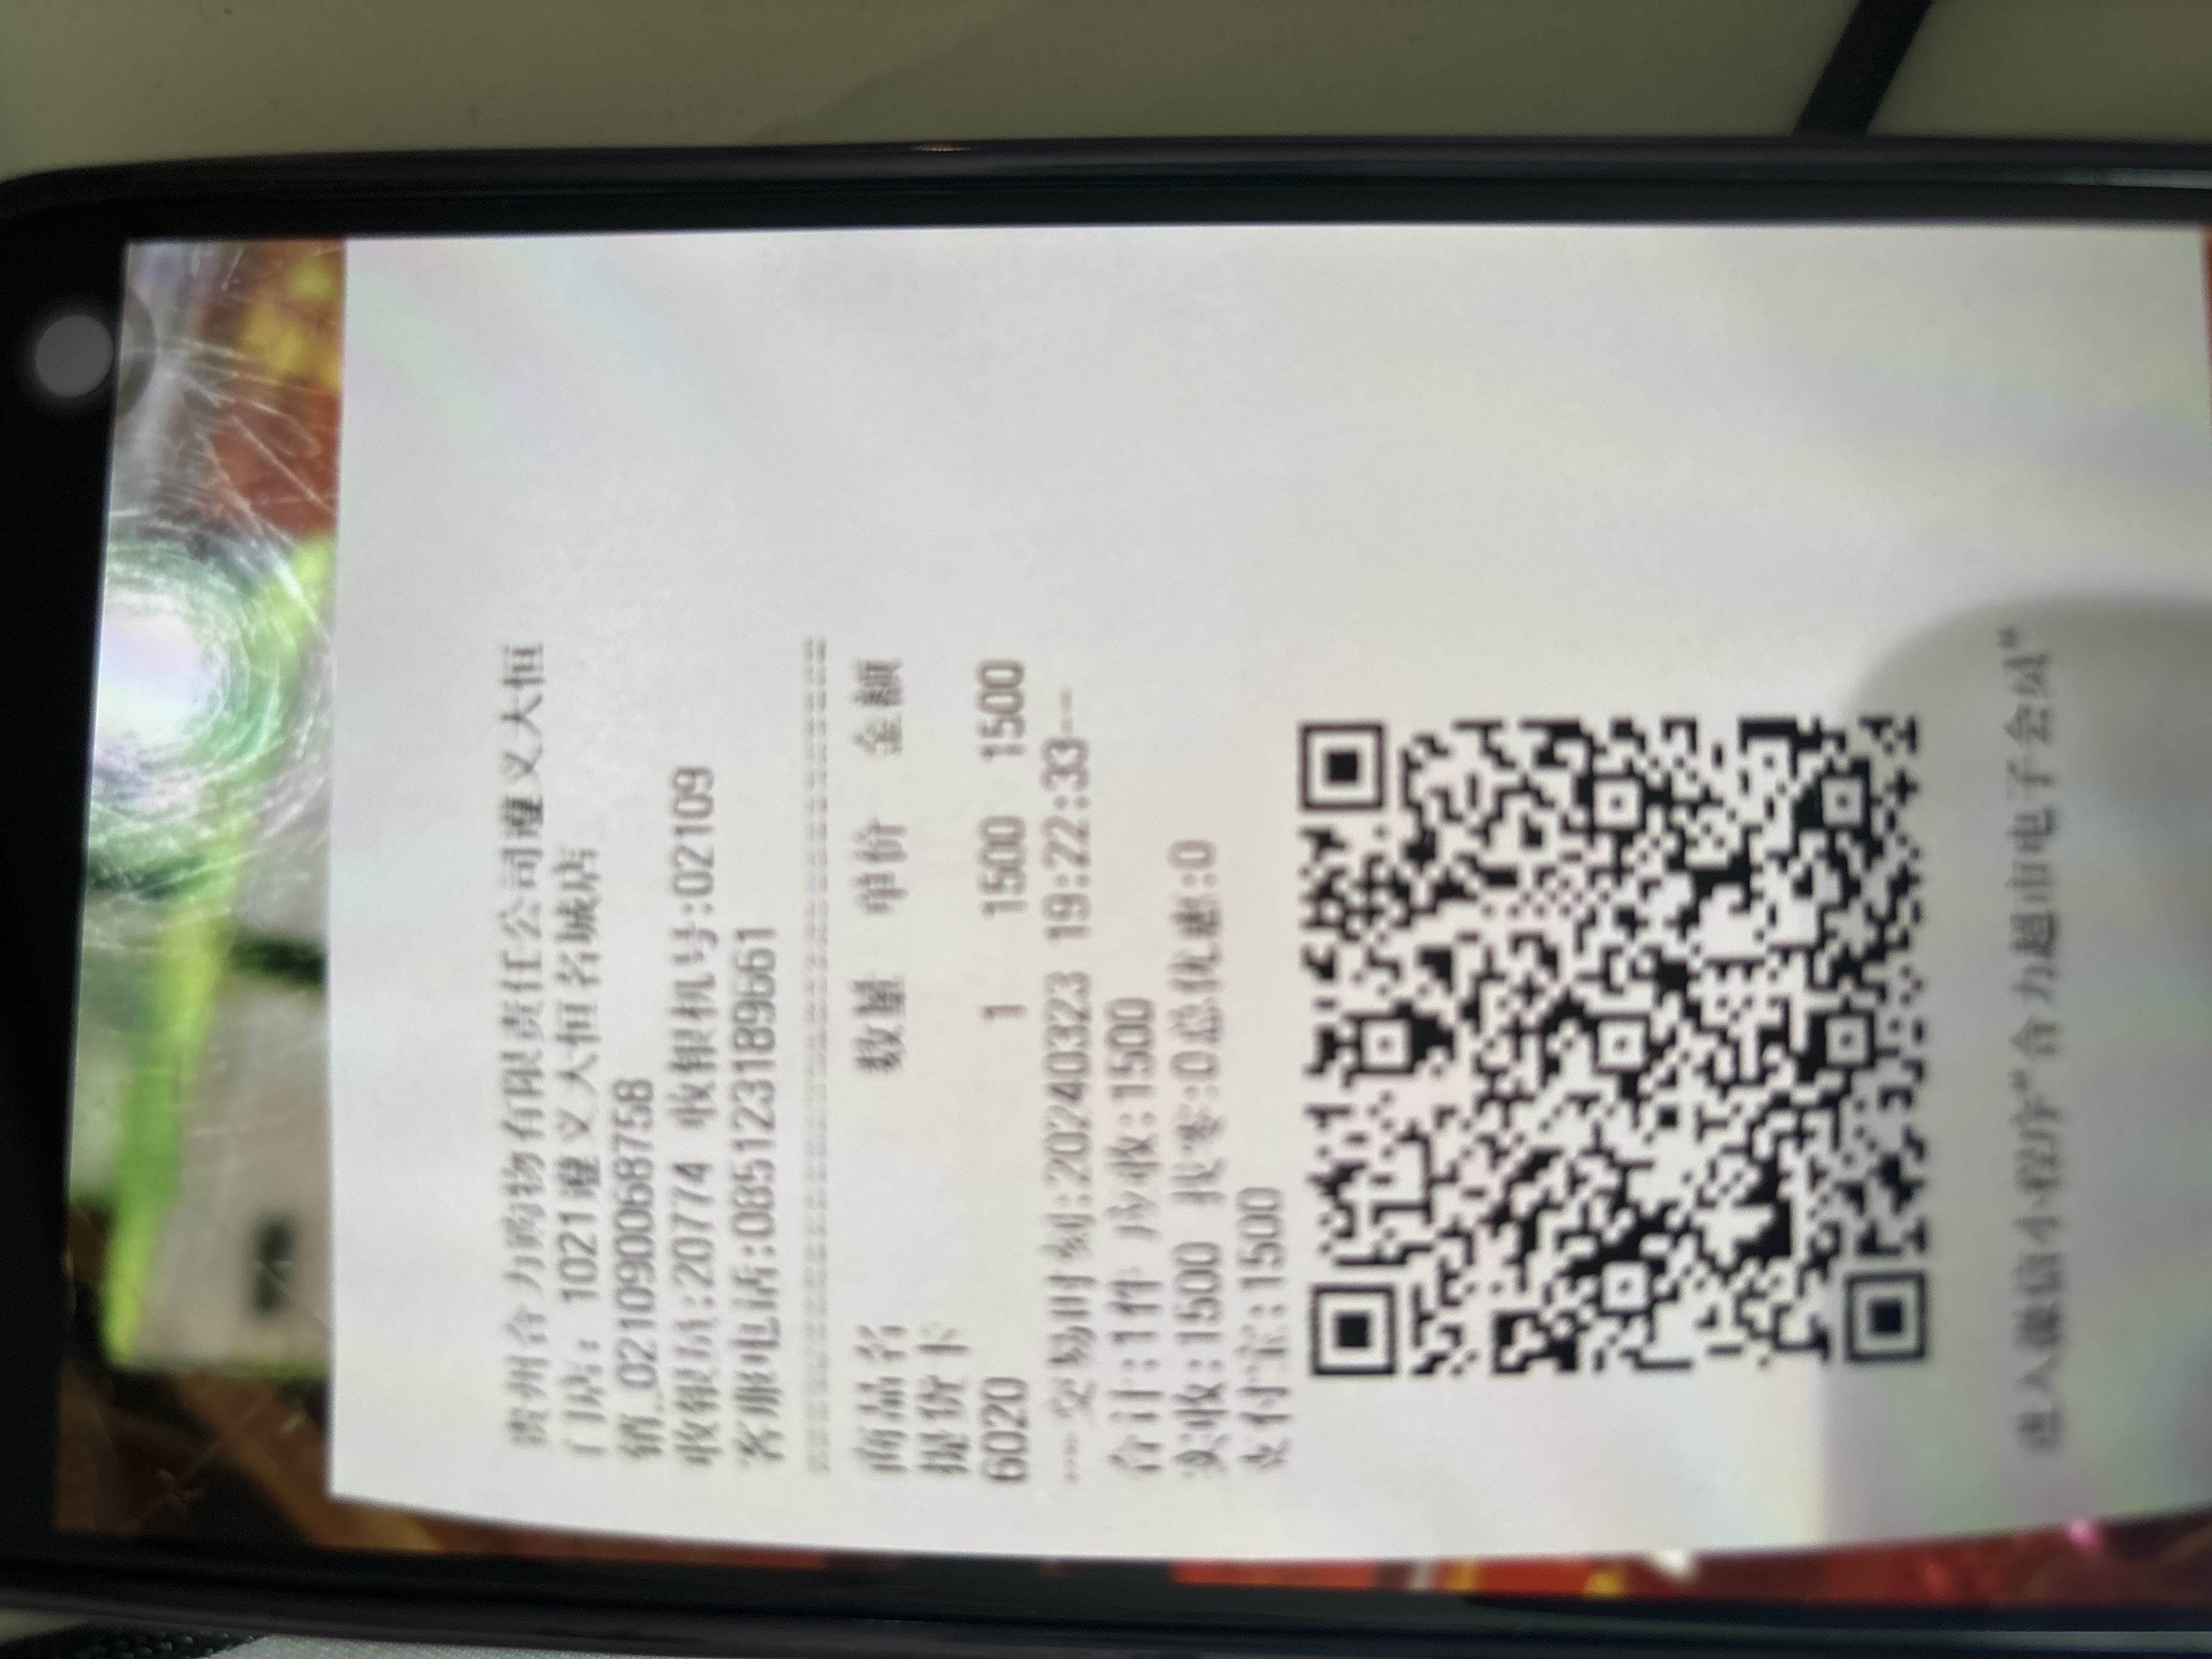 贵州合力购物有限责任公司遵义大恒
门店: 1021遵义大恒名城店
销_021090068758
收银员:20774 收银机号:02109
客服电话:085123189661
商品名 数量 单价 金额
提货卡
6020 1 1500 1500
---交易时刻:20240323 19:22:33--
合计:1件 应收:1500
实收:1500 找零:0总优惠:0
支付宝:1500
进入微信小程序“合力超市电子会员”